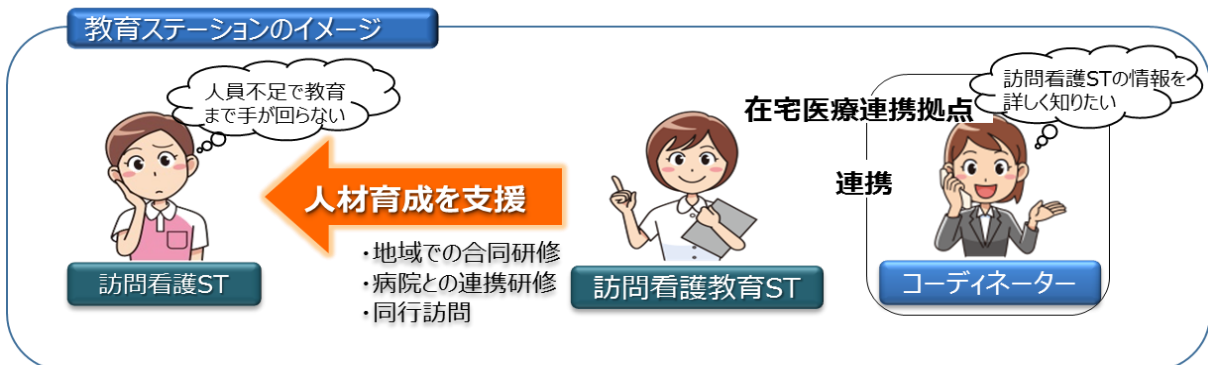 教育ステーションのイメージ
人員不足で教育
まで手が回らない
人材育成を支援
・地域での合同研修
・病院との連携研修
・同行訪問
訪問看護ST
訪問看護教育ST
在宅医療連携拠点
連携
訪問看護STの情報を
詳しく知りたい
コーディネーター